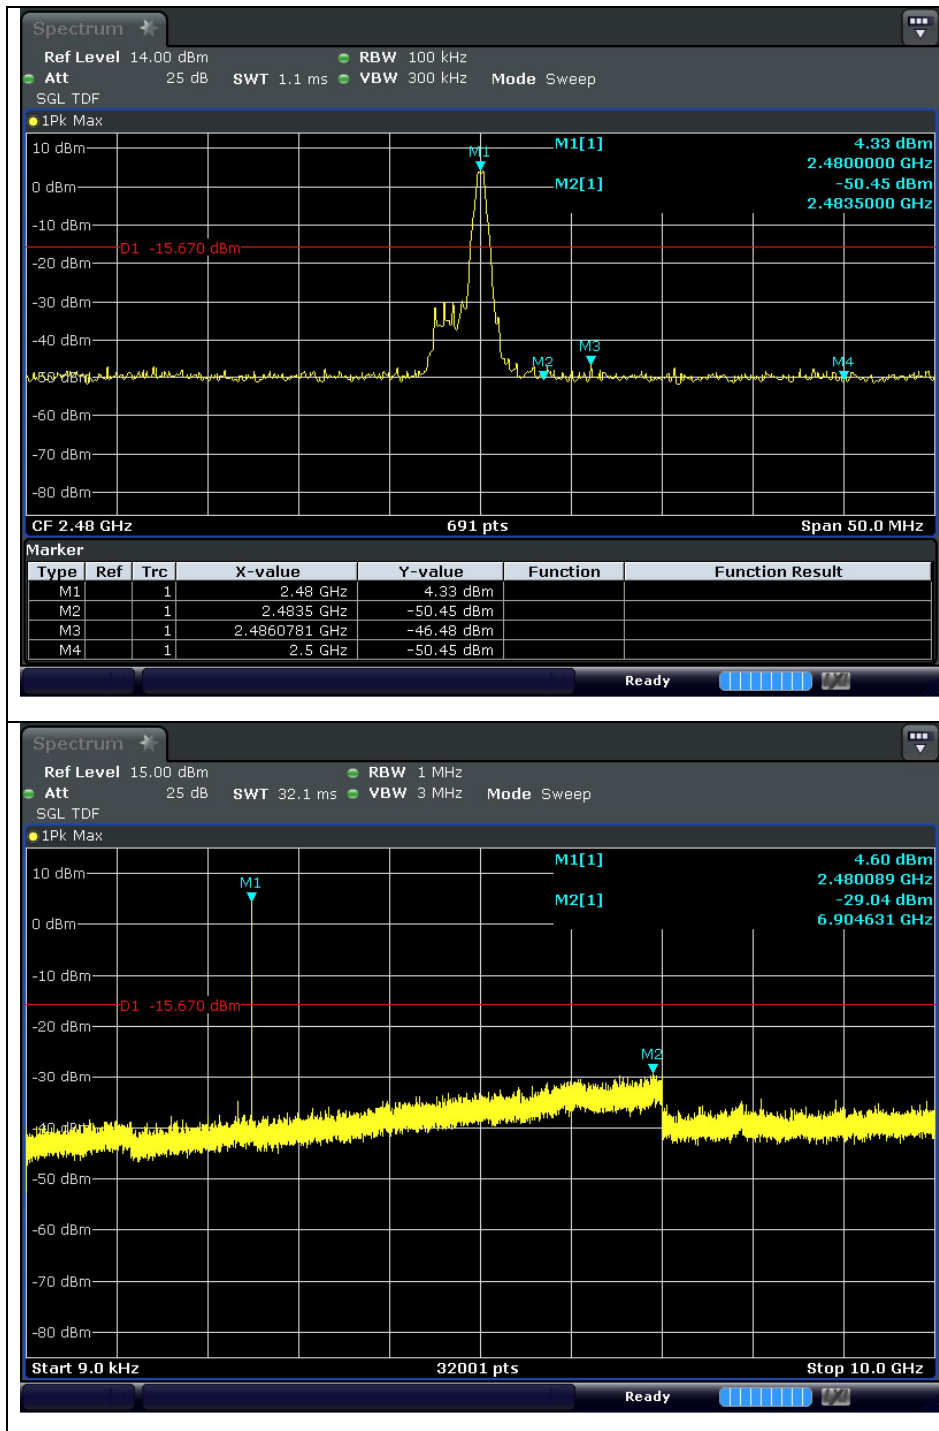 Spectrum
Ref Level 14.00 dBm RBW 100 kHz
Att 25 dB SWT 1.1 ms VBW 300 kHz Mode Sweep
SGL TDF
1Pk Max
M1[1] 4.33 dBm
2.4800000 GHz
M2[1] -50.45 dBm
2.4835000 GHz
10 dBm
M1
0 dBm
-10 dBm
D1 -15.670 dBm
-20 dBm
-30 dBm
-40 dBm
M2 M3 M4
-50 dBm
-60 dBm
-70 dBm
-80 dBm
CF 2.48 GHz 691 pts Span 50.0 MHz
Marker
Type Ref Trc X-value Y-value Function Function Result
M1 1 2.48 GHz 4.33 dBm
M2 1 2.4835 GHz -50.45 dBm
M3 1 2.4860781 GHz -46.48 dBm
M4 1 2.5 GHz -50.45 dBm
Ready
Spectrum
Ref Level 15.00 dBm RBW 1 MHz
Att 25 dB SWT 32.1 ms VBW 3 MHz Mode Sweep
SGL TDF
1Pk Max
M1[1] 4.60 dBm
2.480089 GHz
M2[1] -29.04 dBm
6.904631 GHz
10 dBm
M1
0 dBm
-10 dBm
D1 -15.670 dBm
-20 dBm
M2
-30 dBm
-40 dBm
-50 dBm
-60 dBm
-70 dBm
-80 dBm
Start 9.0 kHz 32001 pts Stop 10.0 GHz
Ready